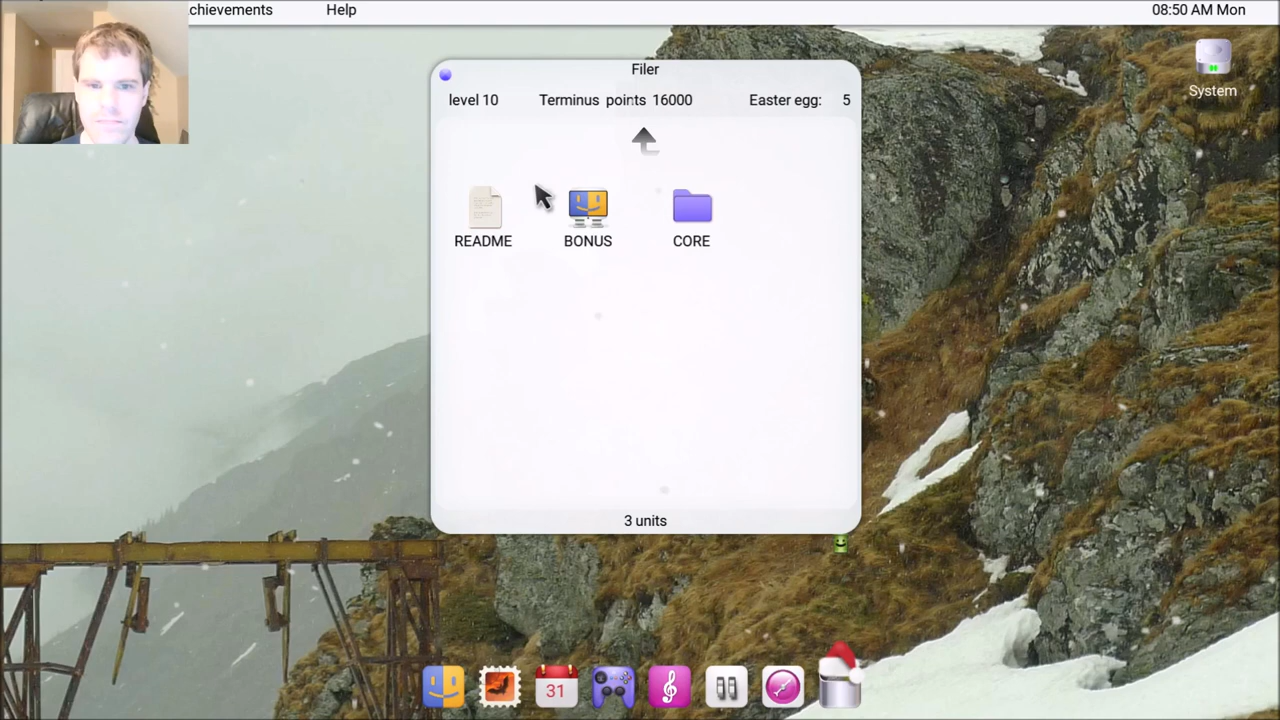 chievements Help 08:50 AM Mon
Filer
level 10 Terminus points 16000 Easter egg: 5
System
README BONUS CORE
3 units
31